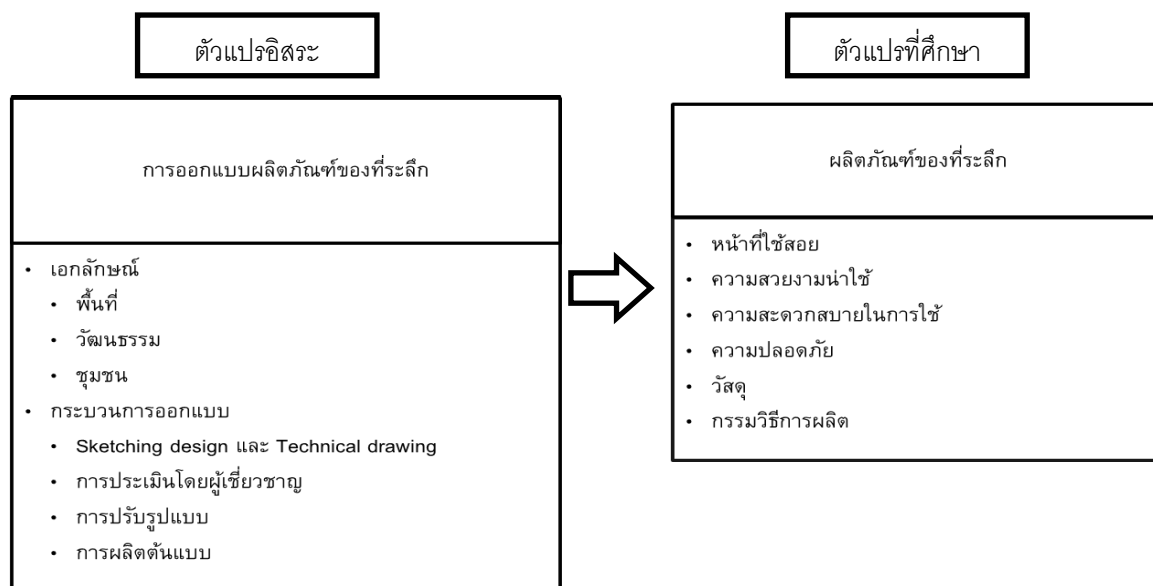 ตัวแปรอิสระ
การออกแบบผลิตภัณฑ์ของที่ระลึก
• เอกลักษณ์
• พื้นที่
• วัฒนธรรม
• ชุมชน
• กระบวนการออกแบบ
• Sketching design และ Technical drawing
• การประเมินโดยผู้เชี่ยวชาญ
• การปรับรูปแบบ
• การผลิตต้นแบบ
ตัวแปรที่ศึกษา
ผลิตภัณฑ์ของที่ระลึก
• หน้าที่ใช้สอย
• ความสวยงามน่าใช้
• ความสะดวกสบายในการใช้
• ความปลอดภัย
• วัสดุ
• กรรมวิธีการผลิต